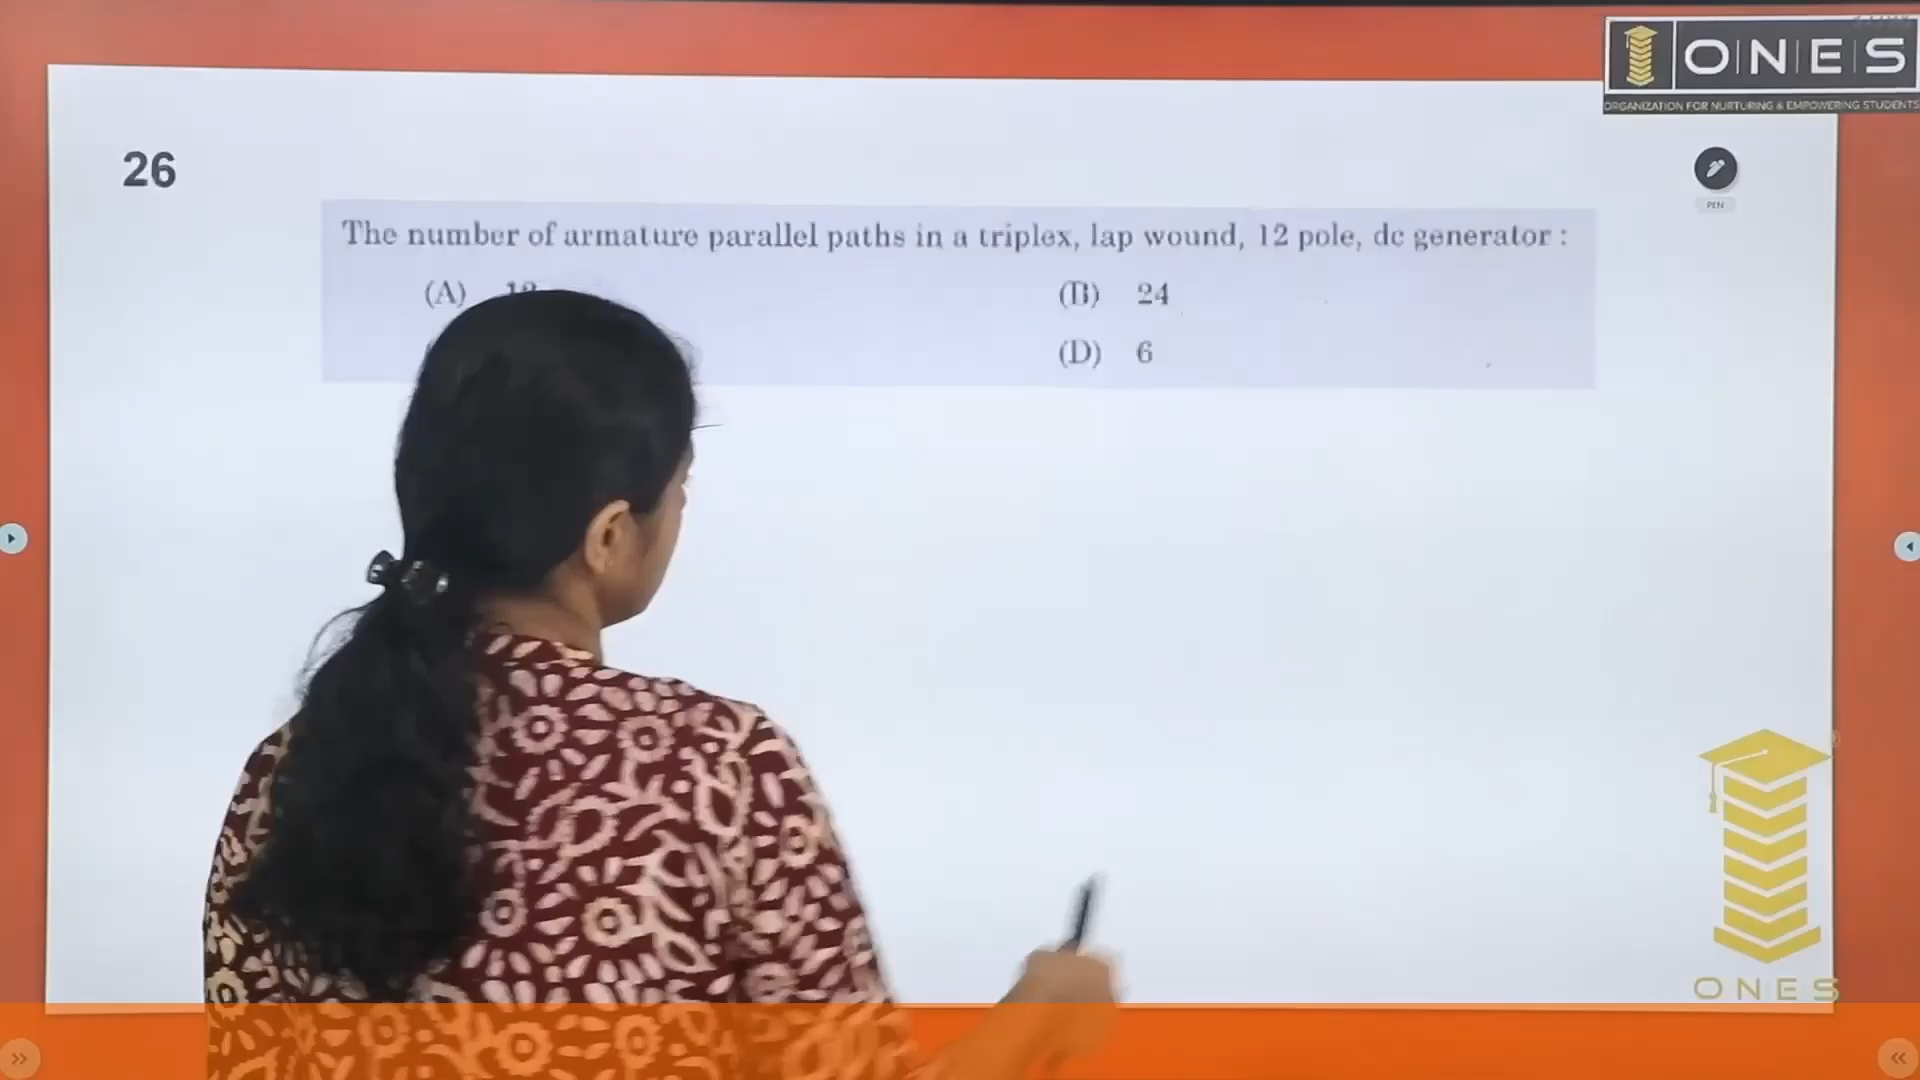 O|N|E|S
ORGANIZATION FOR NURTURING & EMPOWERING STUDENTS
26
PEN
The number of armature parallel paths in a triplex, lap wound, 12 pole, dc generator :
(A)
(B) 24
(D) 6
ONES